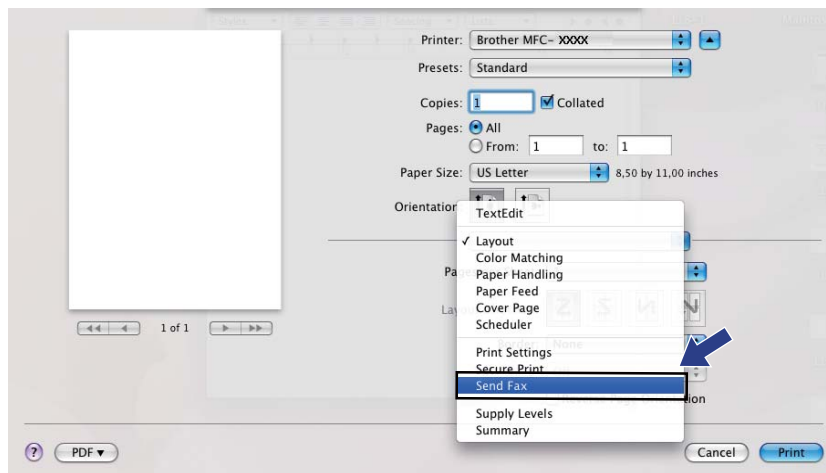 Printer: Brother MFC- XXXX
Presets: Standard
Copies: 1 Collated
Pages: All
From: 1 to: 1
Paper Size: US Letter 8,50 by 11,00 inches
Orientation
TextEdit
✓ Layout
Color Matching
Paper Handling
Paper Feed
Cover Page
Scheduler
Print Settings
Secure Print
Send Fax
Supply Levels
Summary
1 of 1
? PDF ▼ Cancel Print